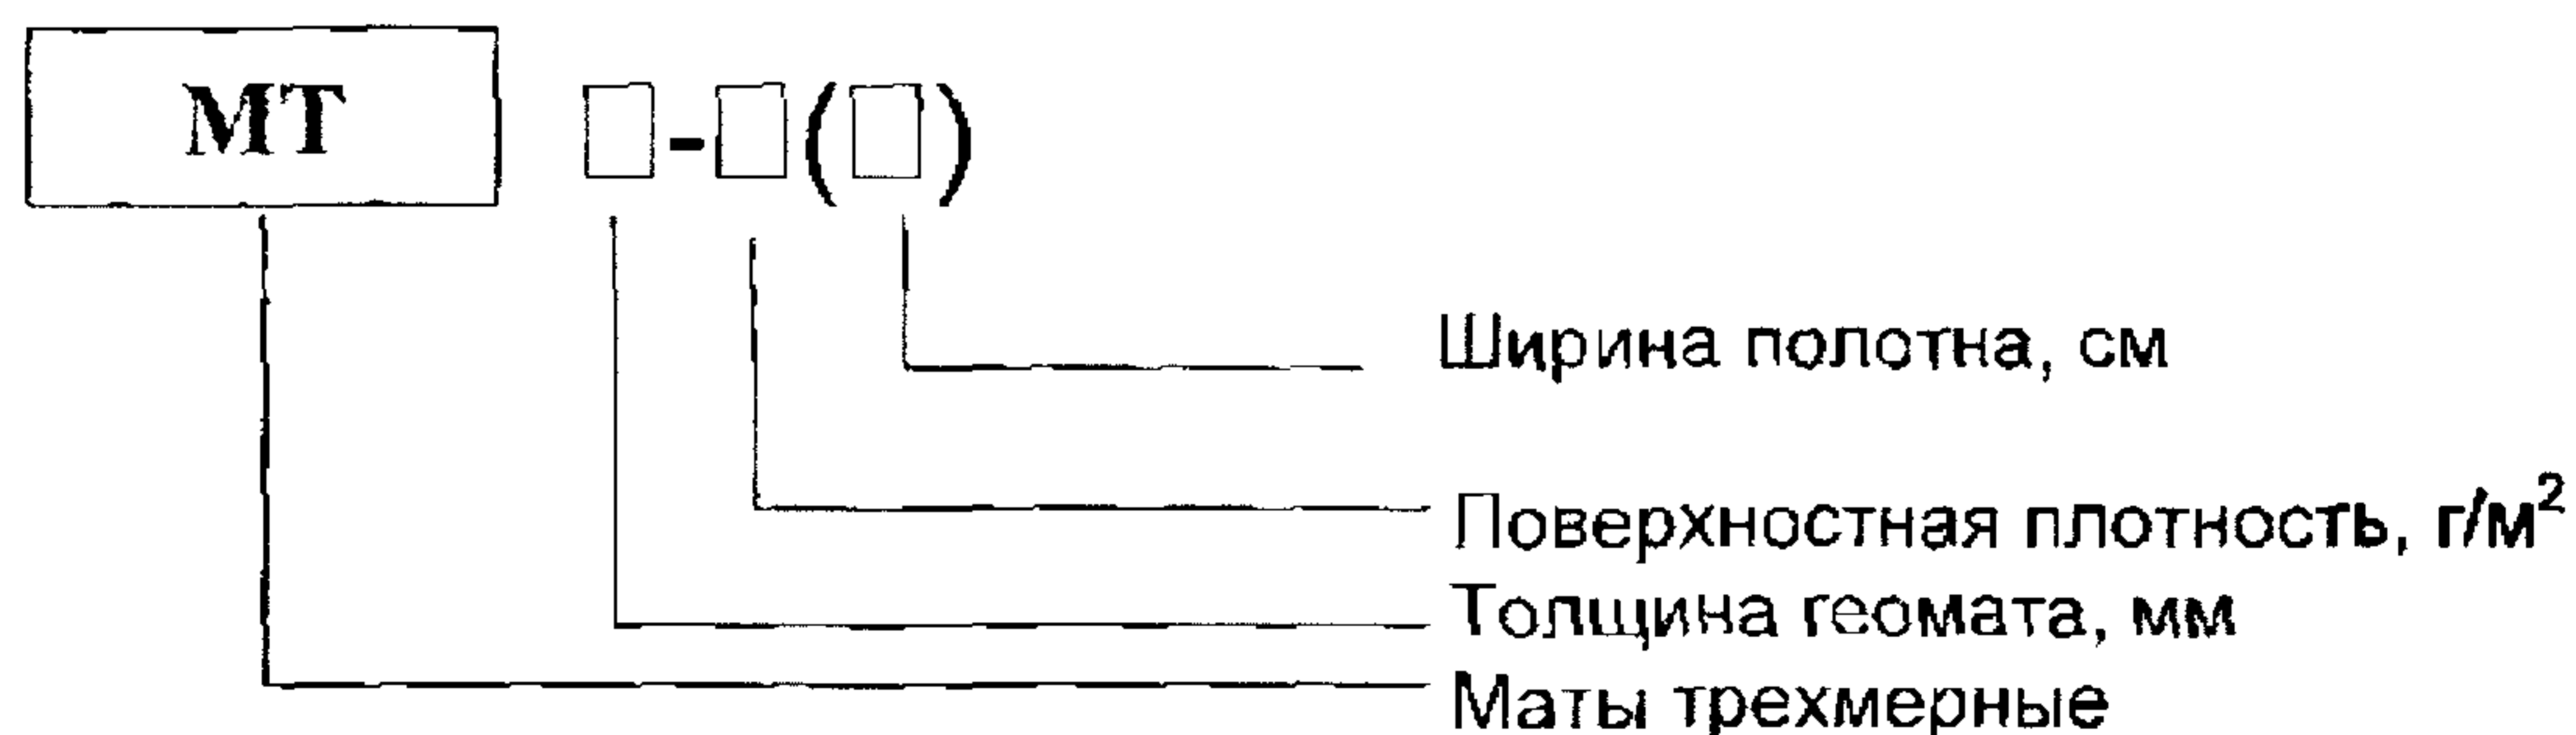 МТ □-□(□)
Ширина полотна, см
Поверхностная плотность, г/м²
Толщина геомата, мм
Маты трехмерные